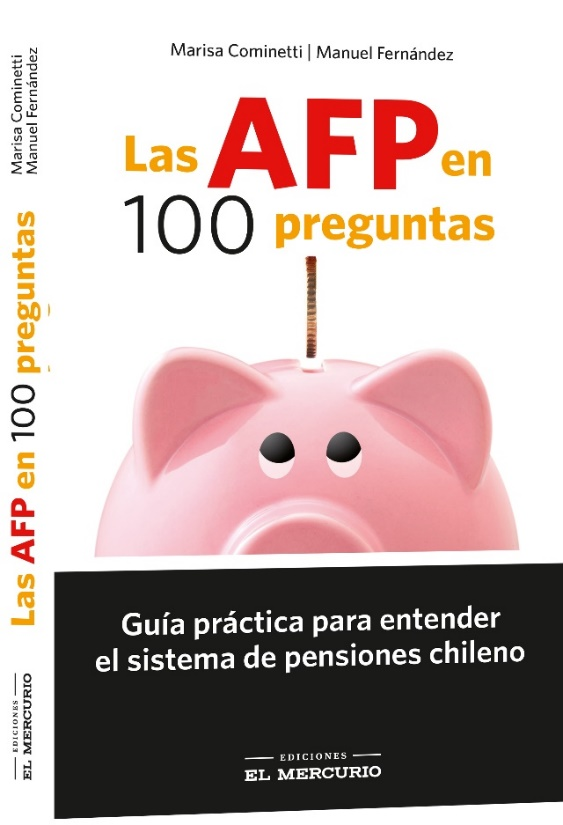 Marisa Cominetti
Manuel Fernández
Las AFP en 100 preguntas
EDICIONES
EL MERCURIO
Marisa Cominetti | Manuel Fernández
Las AFP en
100 preguntas
Guía práctica para entender
el sistema de pensiones chileno
EDICIONES
EL MERCURIO